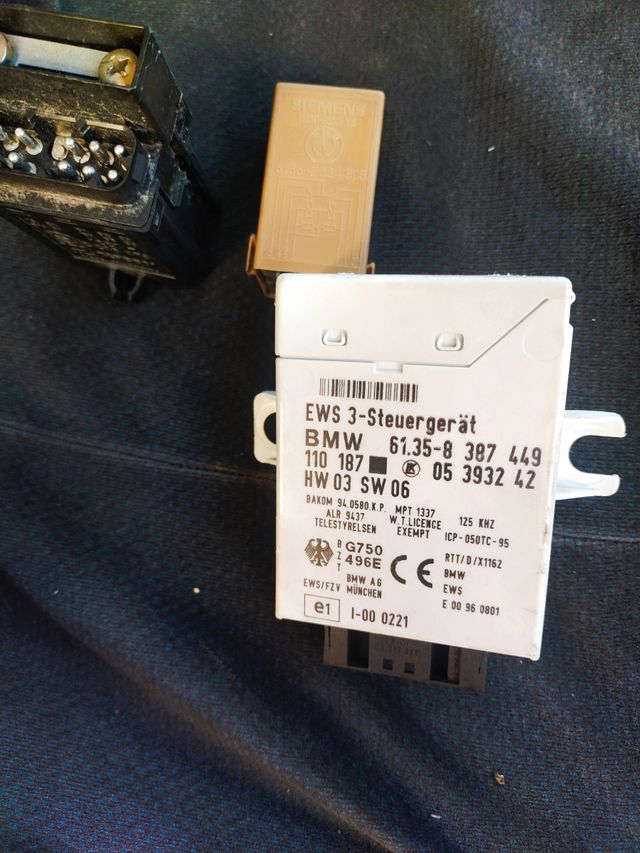 SIEMENS
EWS 3-Steuergerät
BMW 61.35-8 387 449
110 187 05 3932 42
HW 03 SW 06
BAKOM 94.0580.K.P. MPT 1337 125 KHZ
ALR 9437 W.T.LICENCE
TELESTYRELSEN EXEMPT ICP-050TC-95
BZT G750 496E CE RTT/D/X1162
BMW
EWS/FZV BMW AG MÜNCHEN EWS
E 00 96 0801
e1 I-00 0221